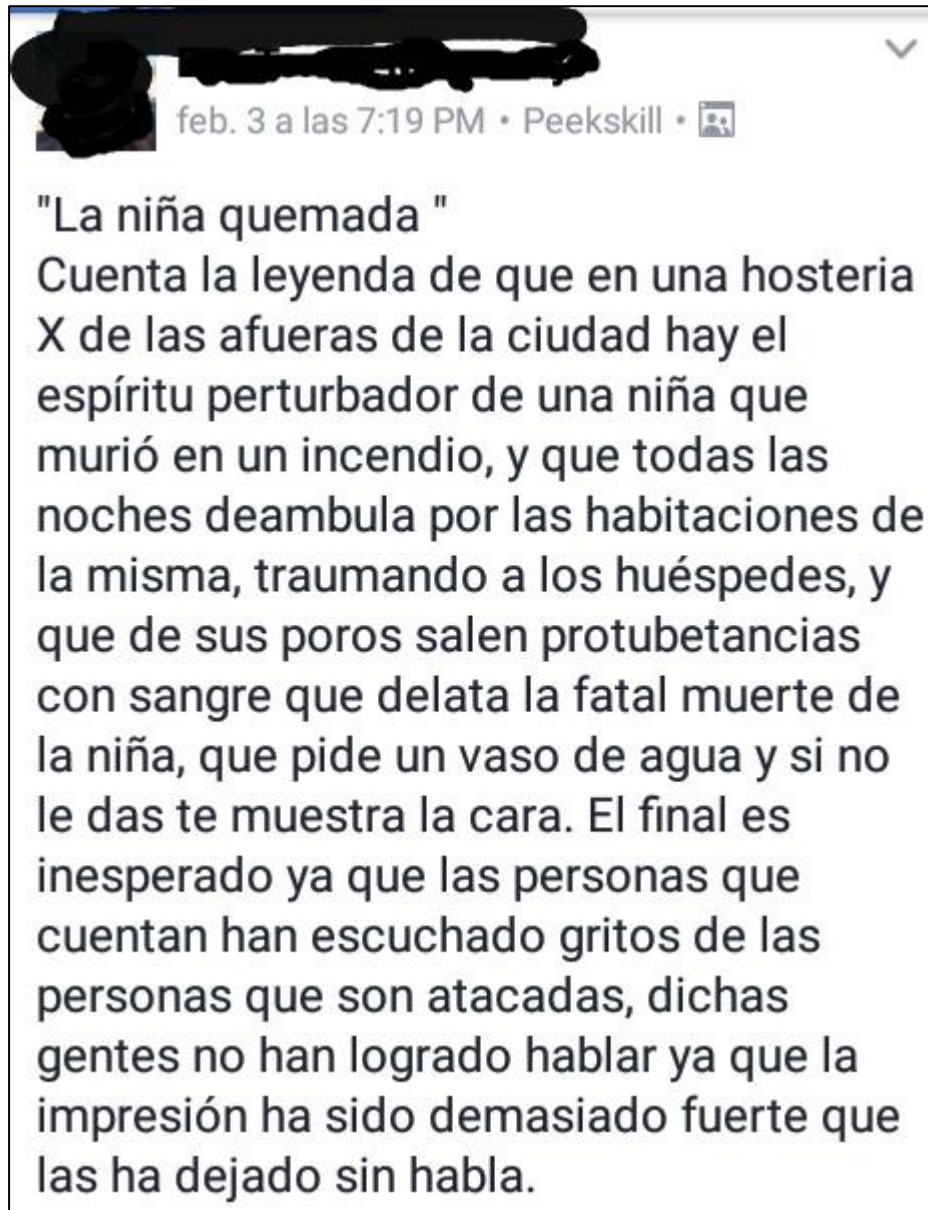 feb. 3 a las 7:19 PM • Peekskill •
"La niña quemada "
Cuenta la leyenda de que en una hosteria
X de las afueras de la ciudad hay el
espíritu perturbador de una niña que
murió en un incendio, y que todas las
noches deambula por las habitaciones de
la misma, traumando a los huéspedes, y
que de sus poros salen protubetancias
con sangre que delata la fatal muerte de
la niña, que pide un vaso de agua y si no
le das te muestra la cara. El final es
inesperado ya que las personas que
cuentan han escuchado gritos de las
personas que son atacadas, dichas
gentes no han logrado hablar ya que la
impresión ha sido demasiado fuerte que
las ha dejado sin habla.